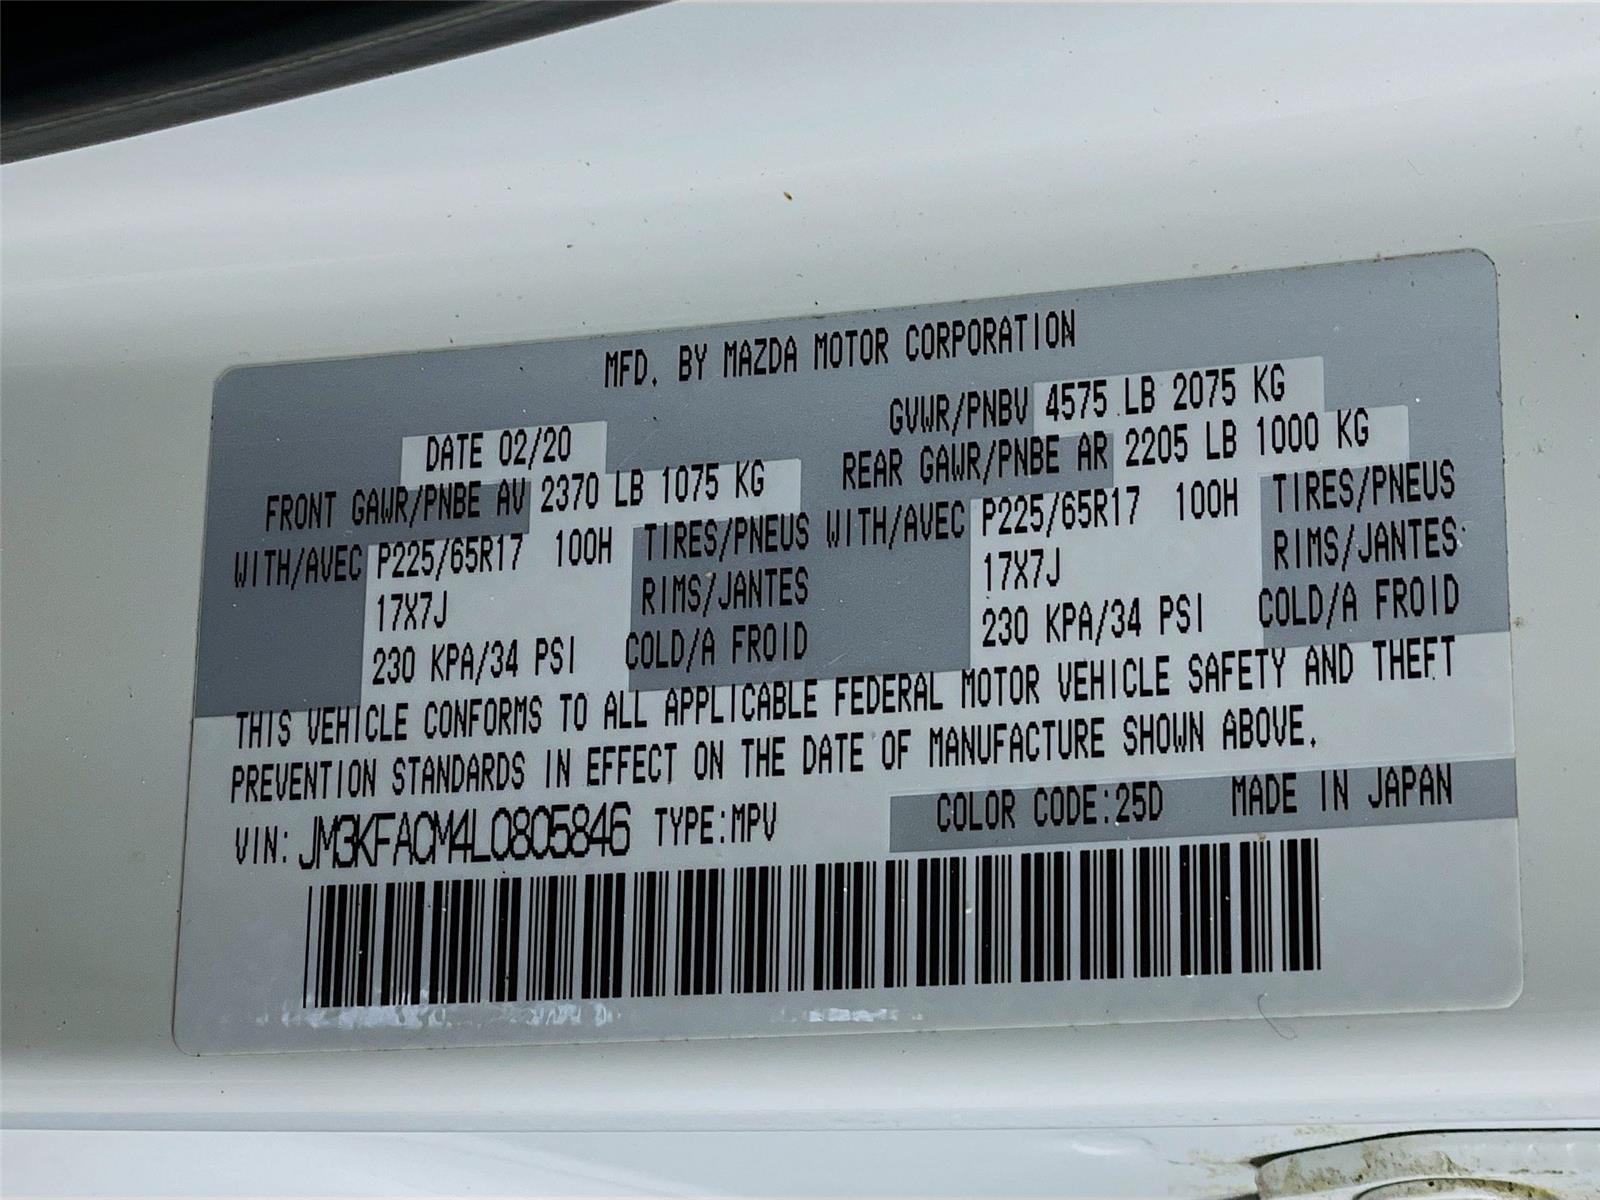 MFD. BY MAZDA MOTOR CORPORATION
DATE 02/20 GVWR/PNBV 4575 LB 2075 KG
FRONT GAWR/PNBE AV 2370 LB 1075 KG REAR GAWR/PNBE AR 2205 LB 1000 KG
WITH/AVEC P225/65R17 100H TIRES/PNEUS WITH/AVEC P225/65R17 100H TIRES/PNEUS
17X7J RIMS/JANTES 17X7J RIMS/JANTES
230 KPA/34 PSI COLD/A FROID 230 KPA/34 PSI COLD/A FROID
THIS VEHICLE CONFORMS TO ALL APPLICABLE FEDERAL MOTOR VEHICLE SAFETY AND THEFT
PREVENTION STANDARDS IN EFFECT ON THE DATE OF MANUFACTURE SHOWN ABOVE.
VIN: JM3KFACM4L0805846 TYPE:MPV COLOR CODE:25D MADE IN JAPAN